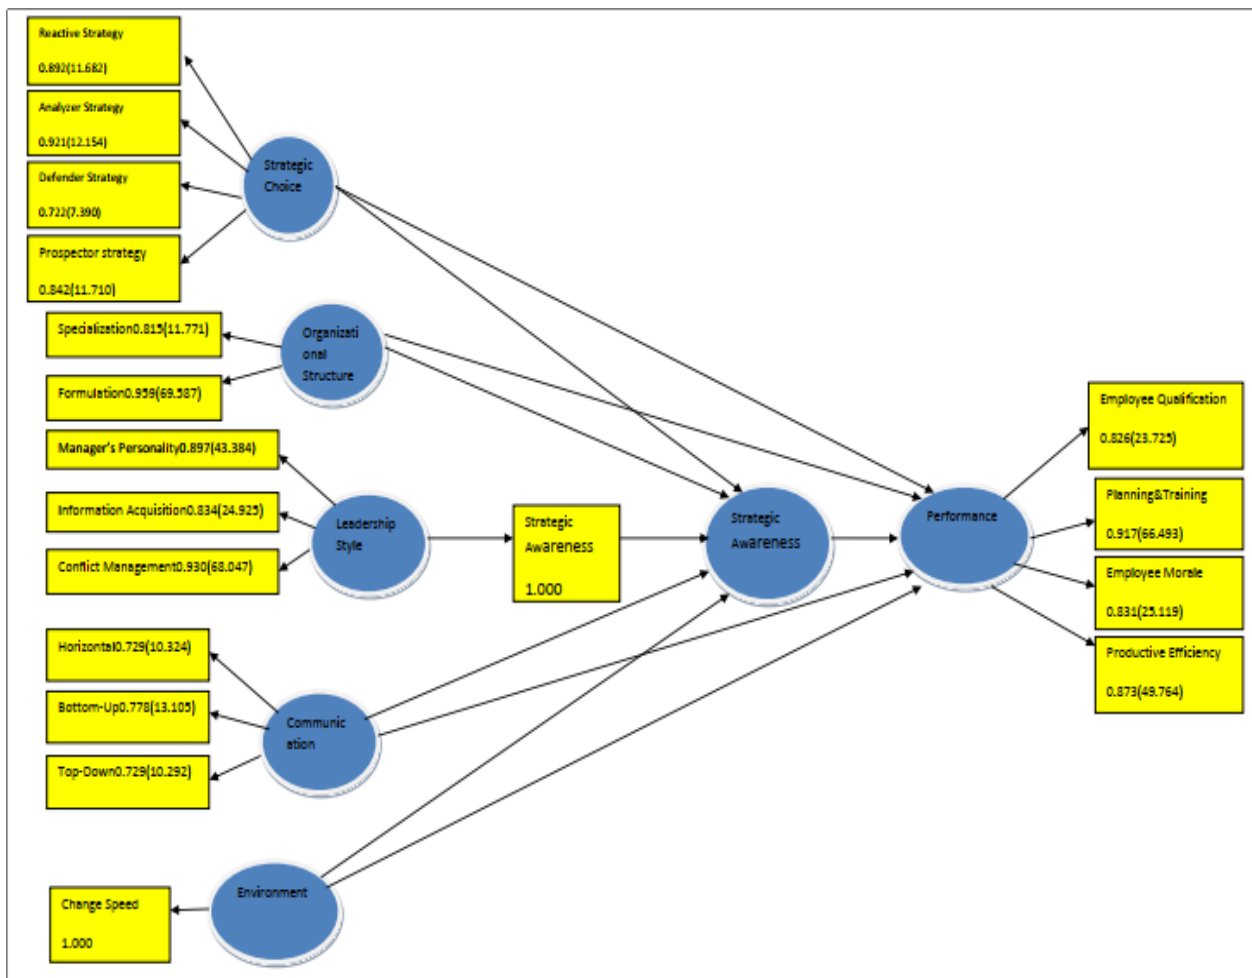 Reactive Strategy
0.892(11.682)
Analyzer Strategy
0.921(12.154)
Defender Strategy
0.722(7.390)
Prospector strategy
0.842(11.710)
Strategic
Choice
Specialization0.815(11.771)
Formulation0.959(69.587)
Organizati
onal
Structure
Manager's Personality0.897(43.384)
Information Acquisition0.834(24.925)
Conflict Management0.930(68.047)
Leadership
Style
Strategic
Awareness
1.000
Strategic
Awareness
Performance
Employee Qualification
0.826(23.725)
Planning&Training
0.917(66.493)
Employee Morale
0.831(25.119)
Productive Efficiency
0.873(49.764)
Horizontal0.729(10.324)
Bottom-Up0.778(13.105)
Top-Down0.729(10.292)
Communic
ation
Environment
Change Speed
1.000